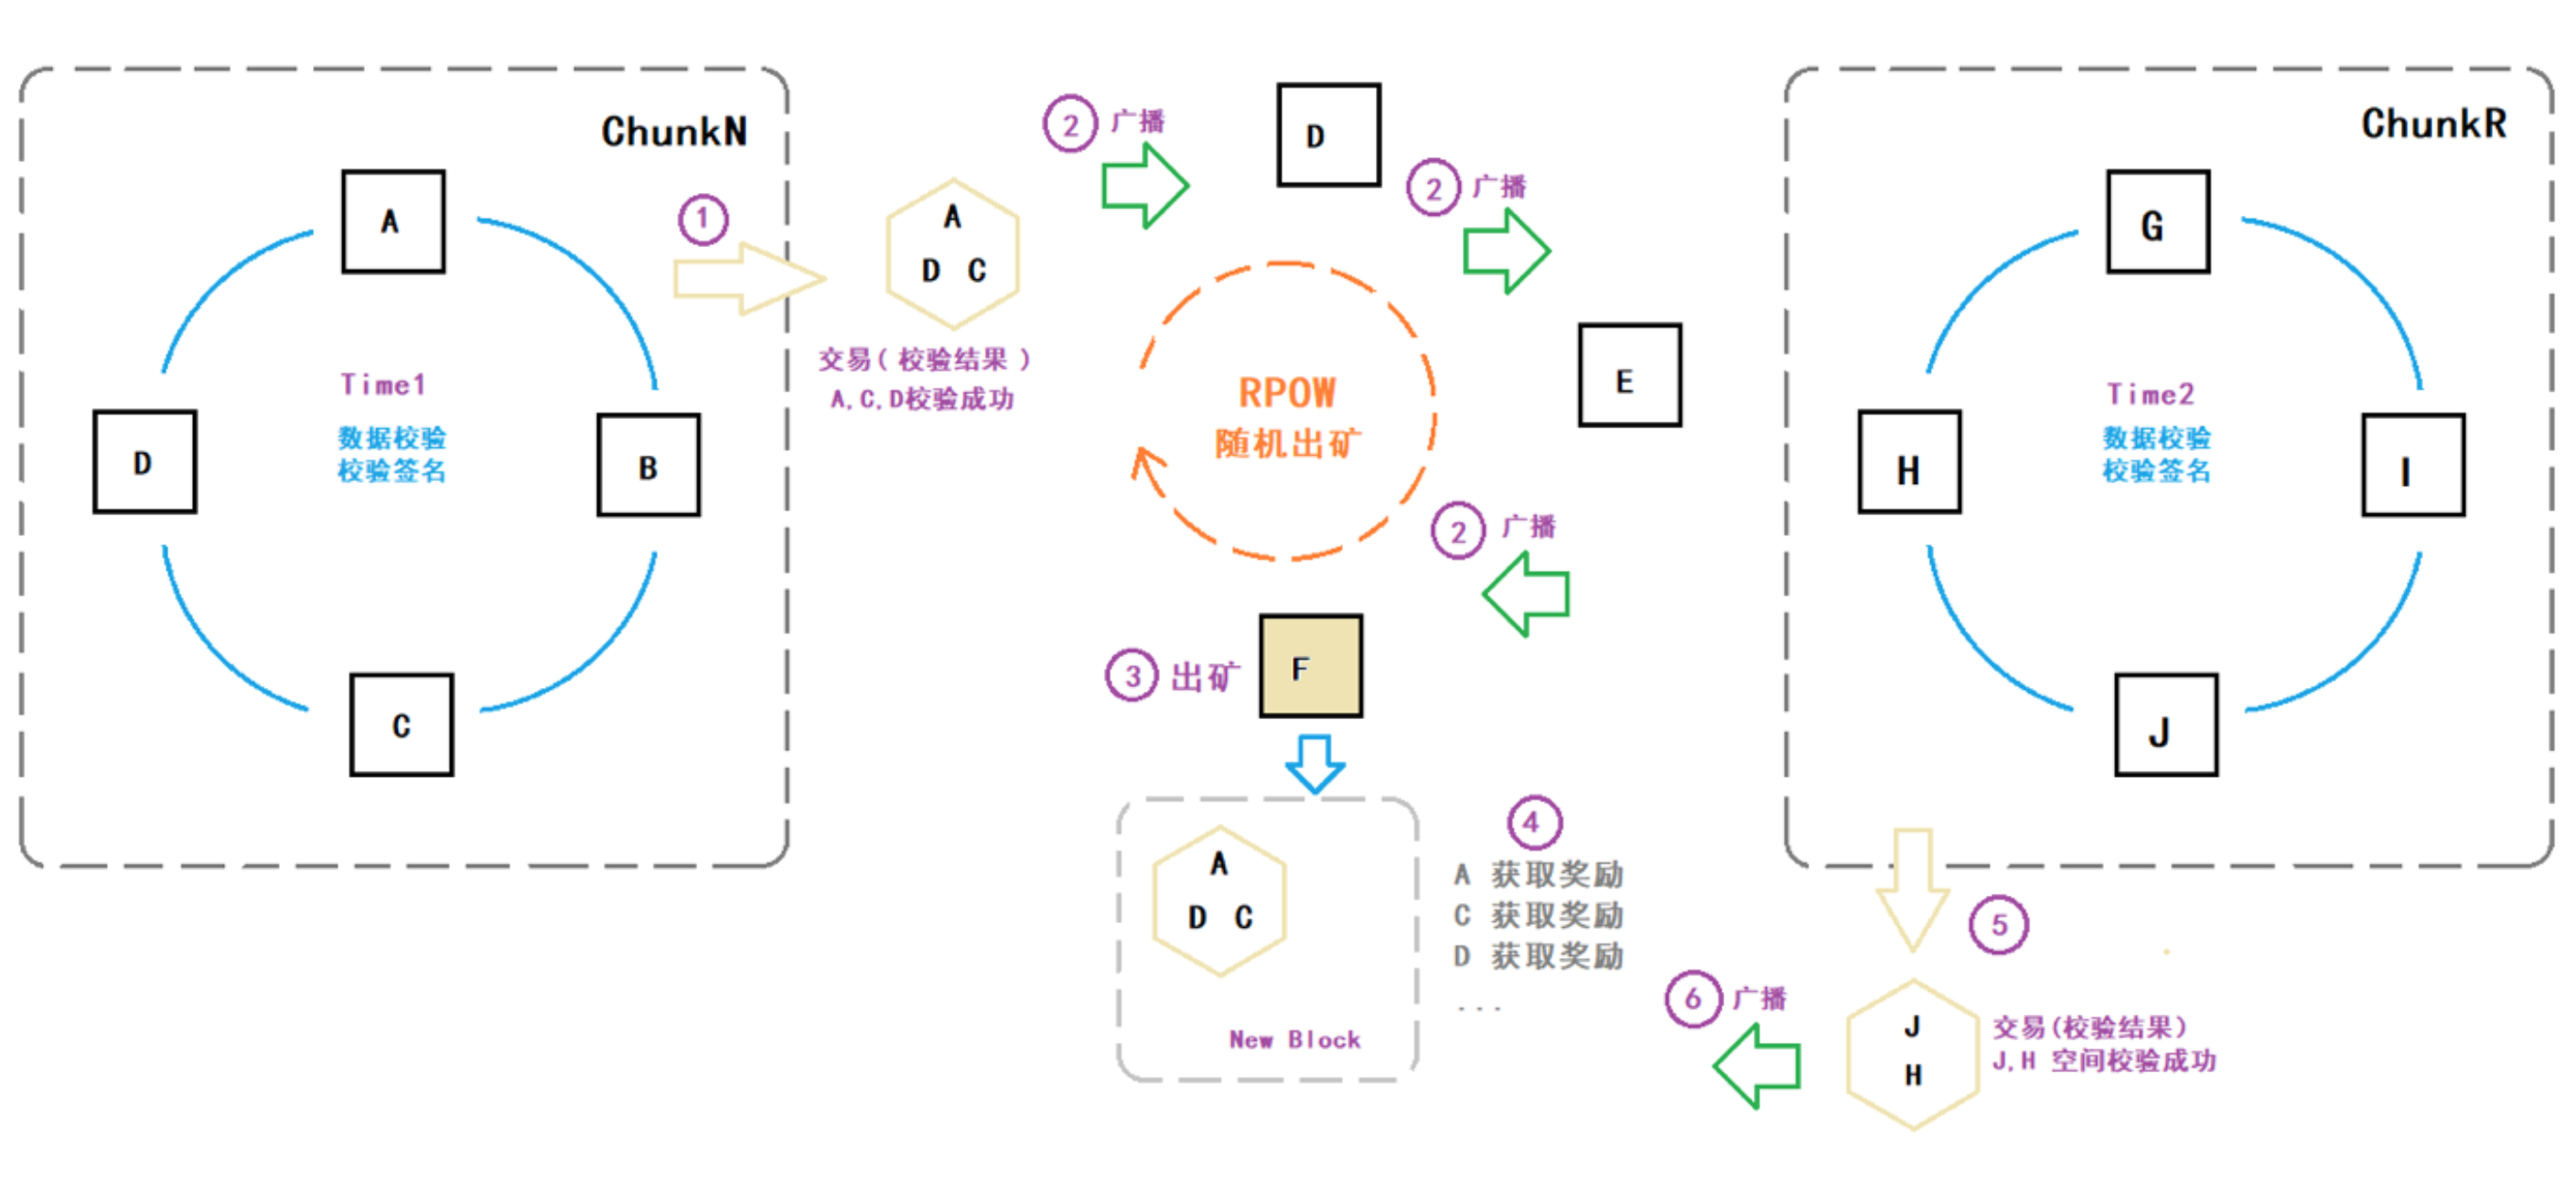 ChunkN
A
D
B
C
Time1
数据校验
校验签名
1
A
D C
交易( 校验结果 )
A,C,D校验成功
2 广播
D
2 广播
E
RPOW
随机出矿
2 广播
3 出矿
F
A
D C
New Block
4
A 获取奖励
C 获取奖励
D 获取奖励
...
ChunkR
G
H
I
J
Time2
数据校验
校验签名
5
J
H
交易(校验结果)
J,H 空间校验成功
6 广播